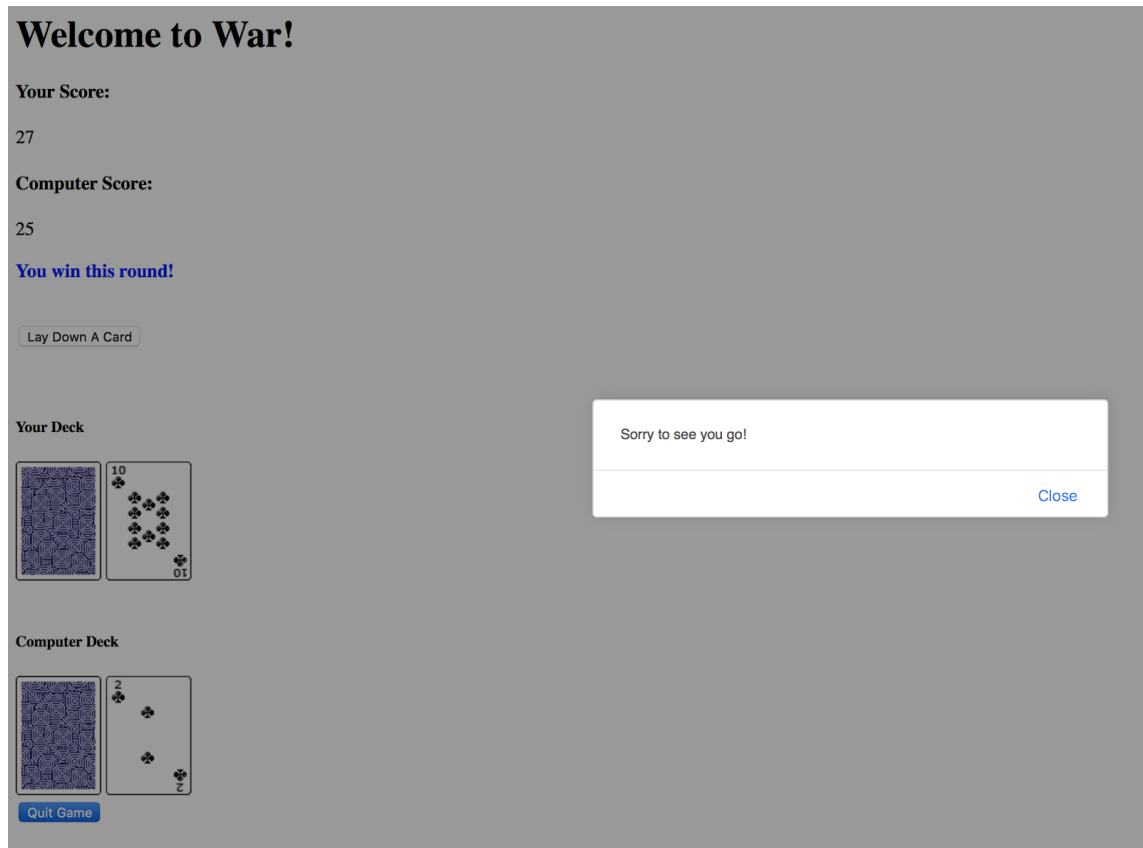 Welcome to War!
Your Score:
27
Computer Score:
25
You win this round!
Lay Down A Card
Your Deck
10
10
Sorry to see you go!
Close
Computer Deck
2
2
Quit Game